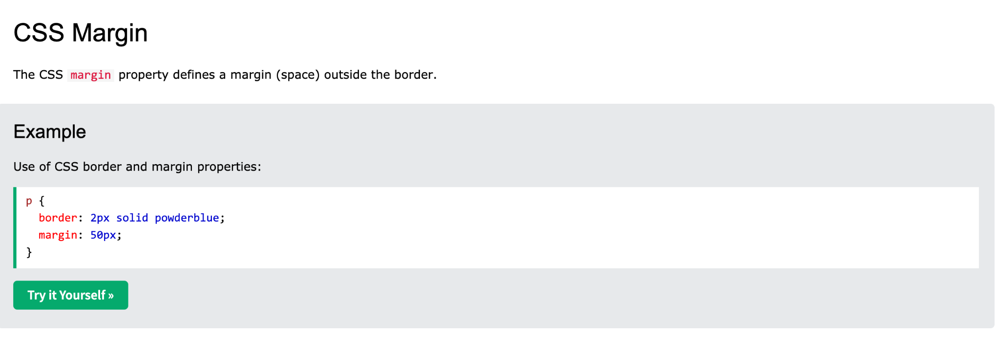 CSS Margin
The CSS margin property defines a margin (space) outside the border.
Example
Use of CSS border and margin properties:
p {
  border: 2px solid powderblue;
  margin: 50px;
}
Try it Yourself »